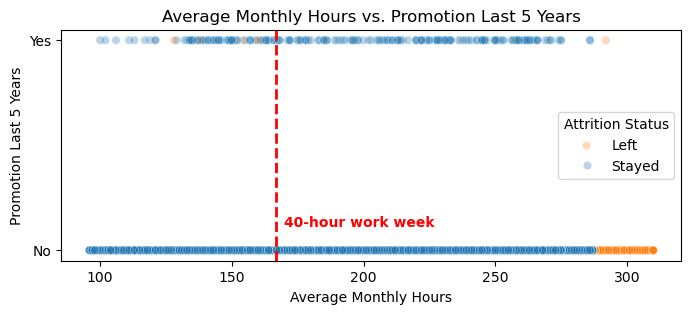 Average Monthly Hours vs. Promotion Last 5 Years
Promotion Last 5 Years
Yes
No
Attrition Status
Left
Stayed
40-hour work week
100 150 200 250 300
Average Monthly Hours